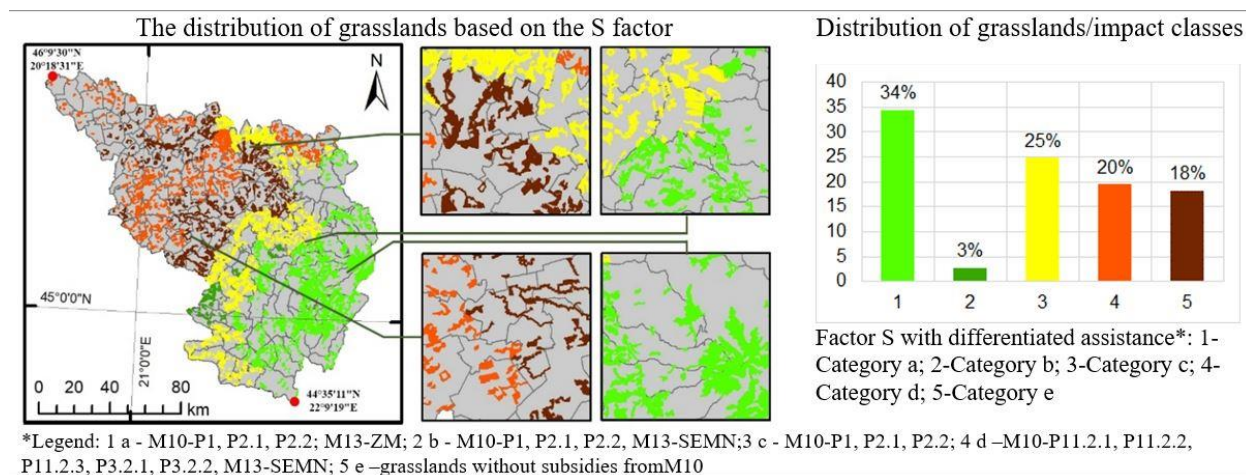 The distribution of grasslands based on the S factor
46°9'30"N
20°18'31"E
N
45°0'0"N
21°0'0"E
0 20 40 80
km
44°35'11"N
22°9'19"E
Distribution of grasslands/impact classes
40
35
30
25
20
15
10
5
0
34%
3%
25%
20%
18%
1 2 3 4 5
Factor S with differentiated assistance*: 1-
Category a; 2-Category b; 3-Category c; 4-
Category d; 5-Category e
*Legend: 1 a - M10-P1, P2.1, P2.2; M13-ZM; 2 b - M10-P1, P2.1, P2.2, M13-SEMN;3 c - M10-P1, P2.1, P2.2; 4 d –M10-P11.2.1, P11.2.2,
P11.2.3, P3.2.1, P3.2.2, M13-SEMN; 5 e –grasslands without subsidies fromM10